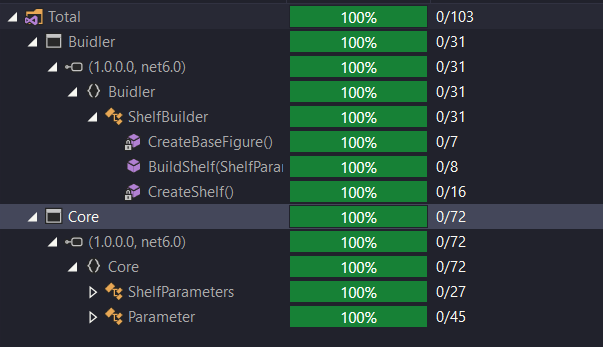 Total 100% 0/103
Buidler 100% 0/31
(1.0.0.0, net6.0) 100% 0/31
Buidler 100% 0/31
ShelfBuilder 100% 0/31
CreateBaseFigure() 100% 0/7
BuildShelf(ShelfParar 100% 0/8
CreateShelf() 100% 0/16
Core 100% 0/72
(1.0.0.0, net6.0) 100% 0/72
Core 100% 0/72
ShelfParameters 100% 0/27
Parameter 100% 0/45